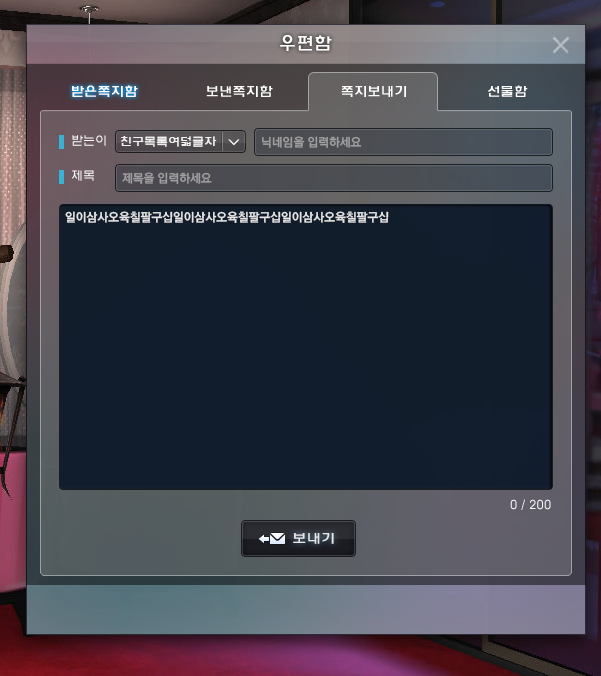 우편함
받은쪽지함 보낸쪽지함 쪽지보내기 선물함
받는이 친구목록여덟글자 닉네임을 입력하세요
제목 제목을 입력하세요
일이삼사오육칠팔구십일이삼사오육칠팔구십일이삼사오육칠팔구십
0 / 200
보내기